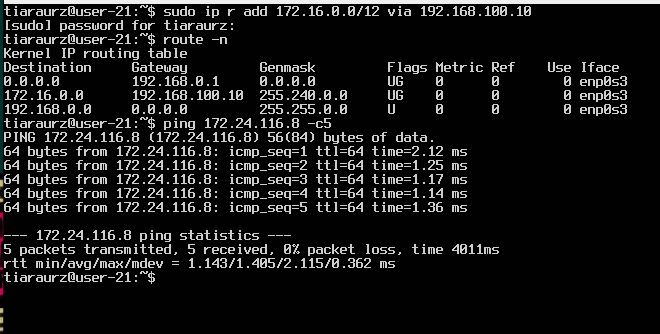 tiaraurz@user-21:~$ sudo ip r add 172.16.0.0/12 via 192.168.100.10
[sudo] password for tiaraurz:
tiaraurz@user-21:~$ route -n
Kernel IP routing table
Destination     Gateway         Genmask         Flags Metric Ref    Use Iface
0.0.0.0         192.168.0.1     0.0.0.0         UG    0      0        0 enp0s3
172.16.0.0      192.168.100.10  255.240.0.0     UG    0      0        0 enp0s3
192.168.0.0     0.0.0.0         255.255.0.0     U     0      0        0 enp0s3
tiaraurz@user-21:~$ ping 172.24.116.8 -c5
PING 172.24.116.8 (172.24.116.8) 56(84) bytes of data.
64 bytes from 172.24.116.8: icmp_seq=1 ttl=64 time=2.12 ms
64 bytes from 172.24.116.8: icmp_seq=2 ttl=64 time=1.25 ms
64 bytes from 172.24.116.8: icmp_seq=3 ttl=64 time=1.17 ms
64 bytes from 172.24.116.8: icmp_seq=4 ttl=64 time=1.14 ms
64 bytes from 172.24.116.8: icmp_seq=5 ttl=64 time=1.36 ms
--- 172.24.116.8 ping statistics ---
5 packets transmitted, 5 received, 0% packet loss, time 4011ms
rtt min/avg/max/mdev = 1.143/1.405/2.115/0.362 ms
tiaraurz@user-21:~$